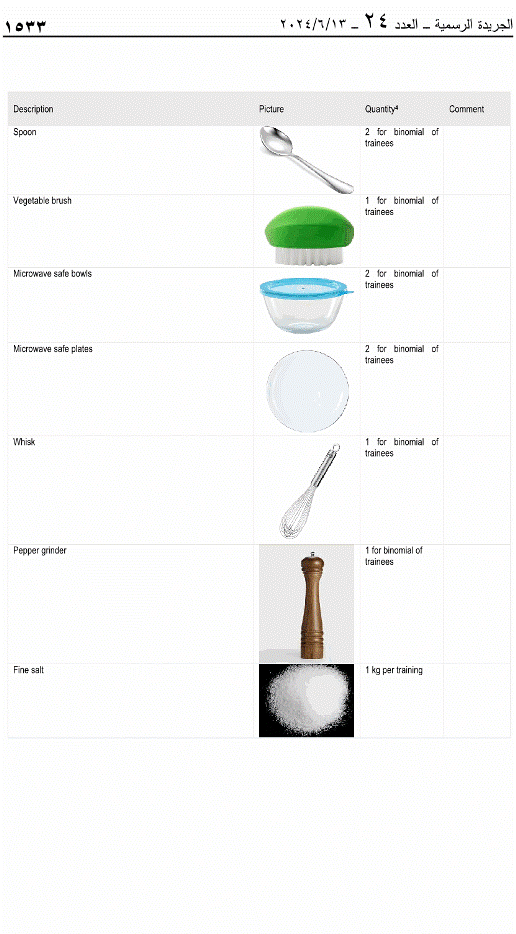 ١٥٣٣
الجريدة الرسمية ــ العدد ٢٤ ــ ٢٠٢٤/٦/١٣
Description Picture Quantity⁴ Comment
Spoon 2 for binomial of
trainees
Vegetable brush 1 for binomial of
trainees
Microwave safe bowls 2 for binomial of
trainees
Microwave safe plates 2 for binomial of
trainees
Whisk 1 for binomial of
trainees
Pepper grinder 1 for binomial of
trainees
Fine salt 1 kg per training